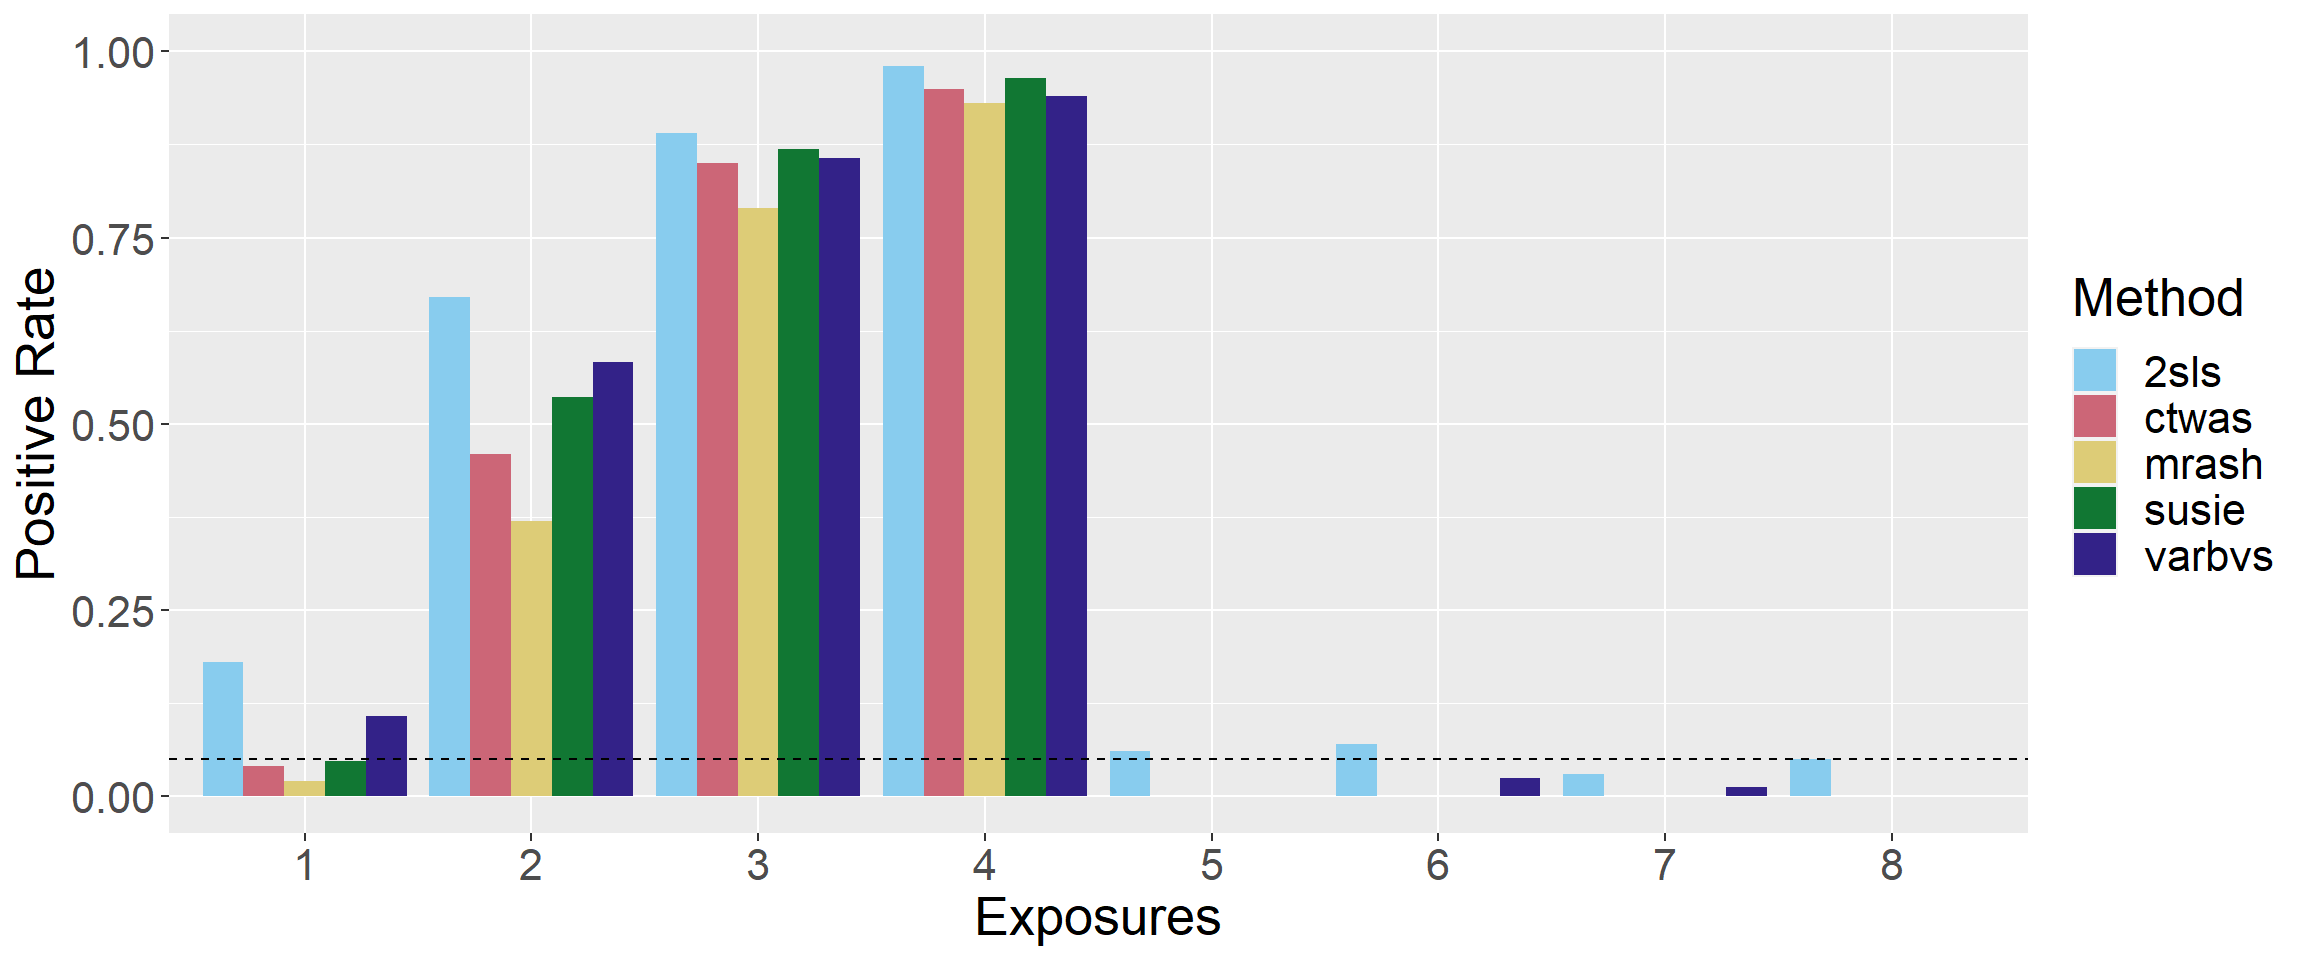 Positive Rate
1.00
0.75
0.50
0.25
0.00
1 2 3 4 5 6 7 8
Exposures
Method
2sls
ctwas
mrash
susie
varbvs